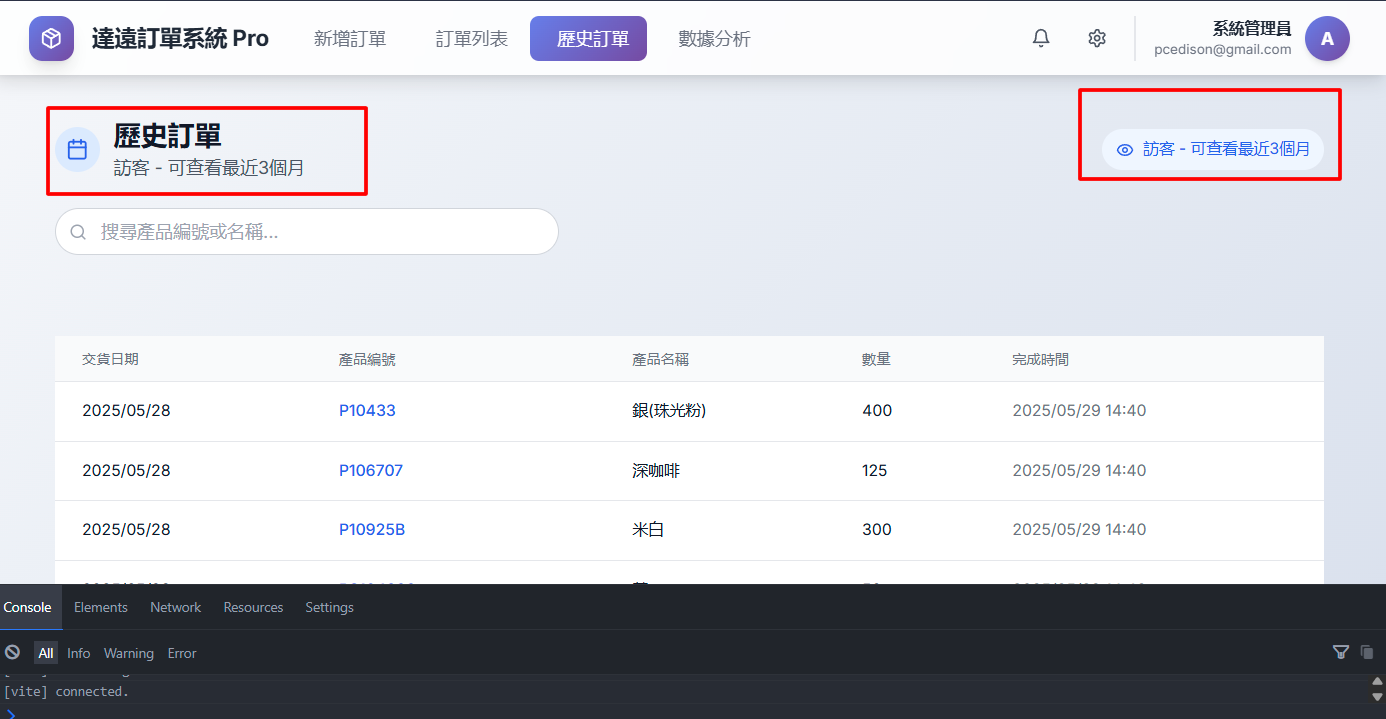 達遠訂單系統 Pro
新增訂單
訂單列表
歷史訂單
數據分析
系統管理員
pcedison@gmail.com
A
歷史訂單
訪客 - 可查看最近3個月
訪客 - 可查看最近3個月
搜尋產品編號或名稱...
交貨日期 產品編號 產品名稱 數量 完成時間
2025/05/28 P10433 銀(珠光粉) 400 2025/05/29 14:40
2025/05/28 P106707 深咖啡 125 2025/05/29 14:40
2025/05/28 P10925B 米白 300 2025/05/29 14:40
Console Elements Network Resources Settings
All Info Warning Error
[vite] connected.